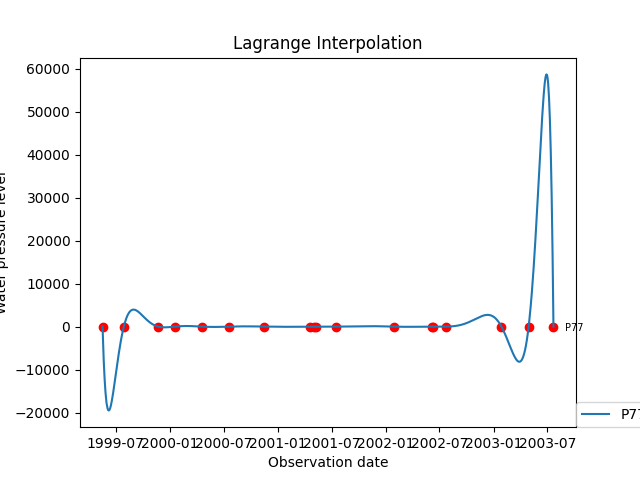 Lagrange Interpolation
60000
50000
40000
30000
20000
10000
0
−10000
−20000
Water pressure level
P77
P77
1999-07 2000-01 2000-07 2001-01 2001-07 2002-01 2002-07 2003-01 2003-07
Observation date